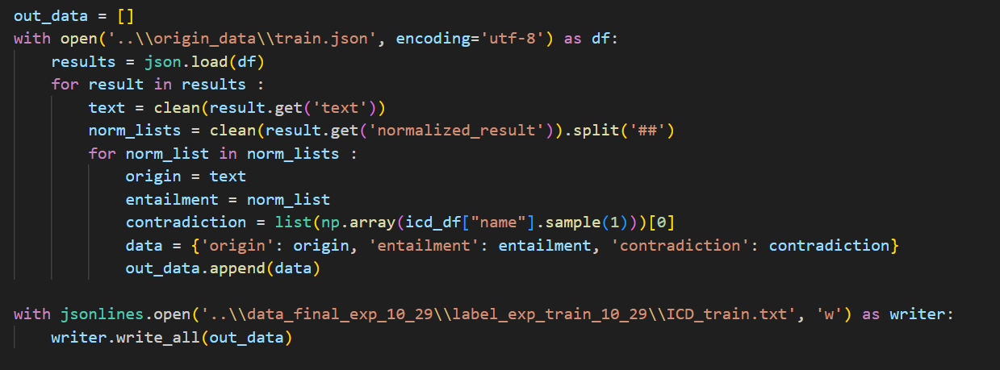 out_data = []
with open('..\\origin_data\\train.json', encoding='utf-8') as df:
    results = json.load(df)
    for result in results :
        text = clean(result.get('text'))
        norm_lists = clean(result.get('normalized_result')).split('##')
        for norm_list in norm_lists :
            origin = text
            entailment = norm_list
            contradiction = list(np.array(icd_df["name"].sample(1)))[0]
            data = {'origin': origin, 'entailment': entailment, 'contradiction': contradiction}
            out_data.append(data)

with jsonlines.open('..\\data_final_exp_10_29\\label_exp_train_10_29\\ICD_train.txt', 'w') as writer:
    writer.write_all(out_data)